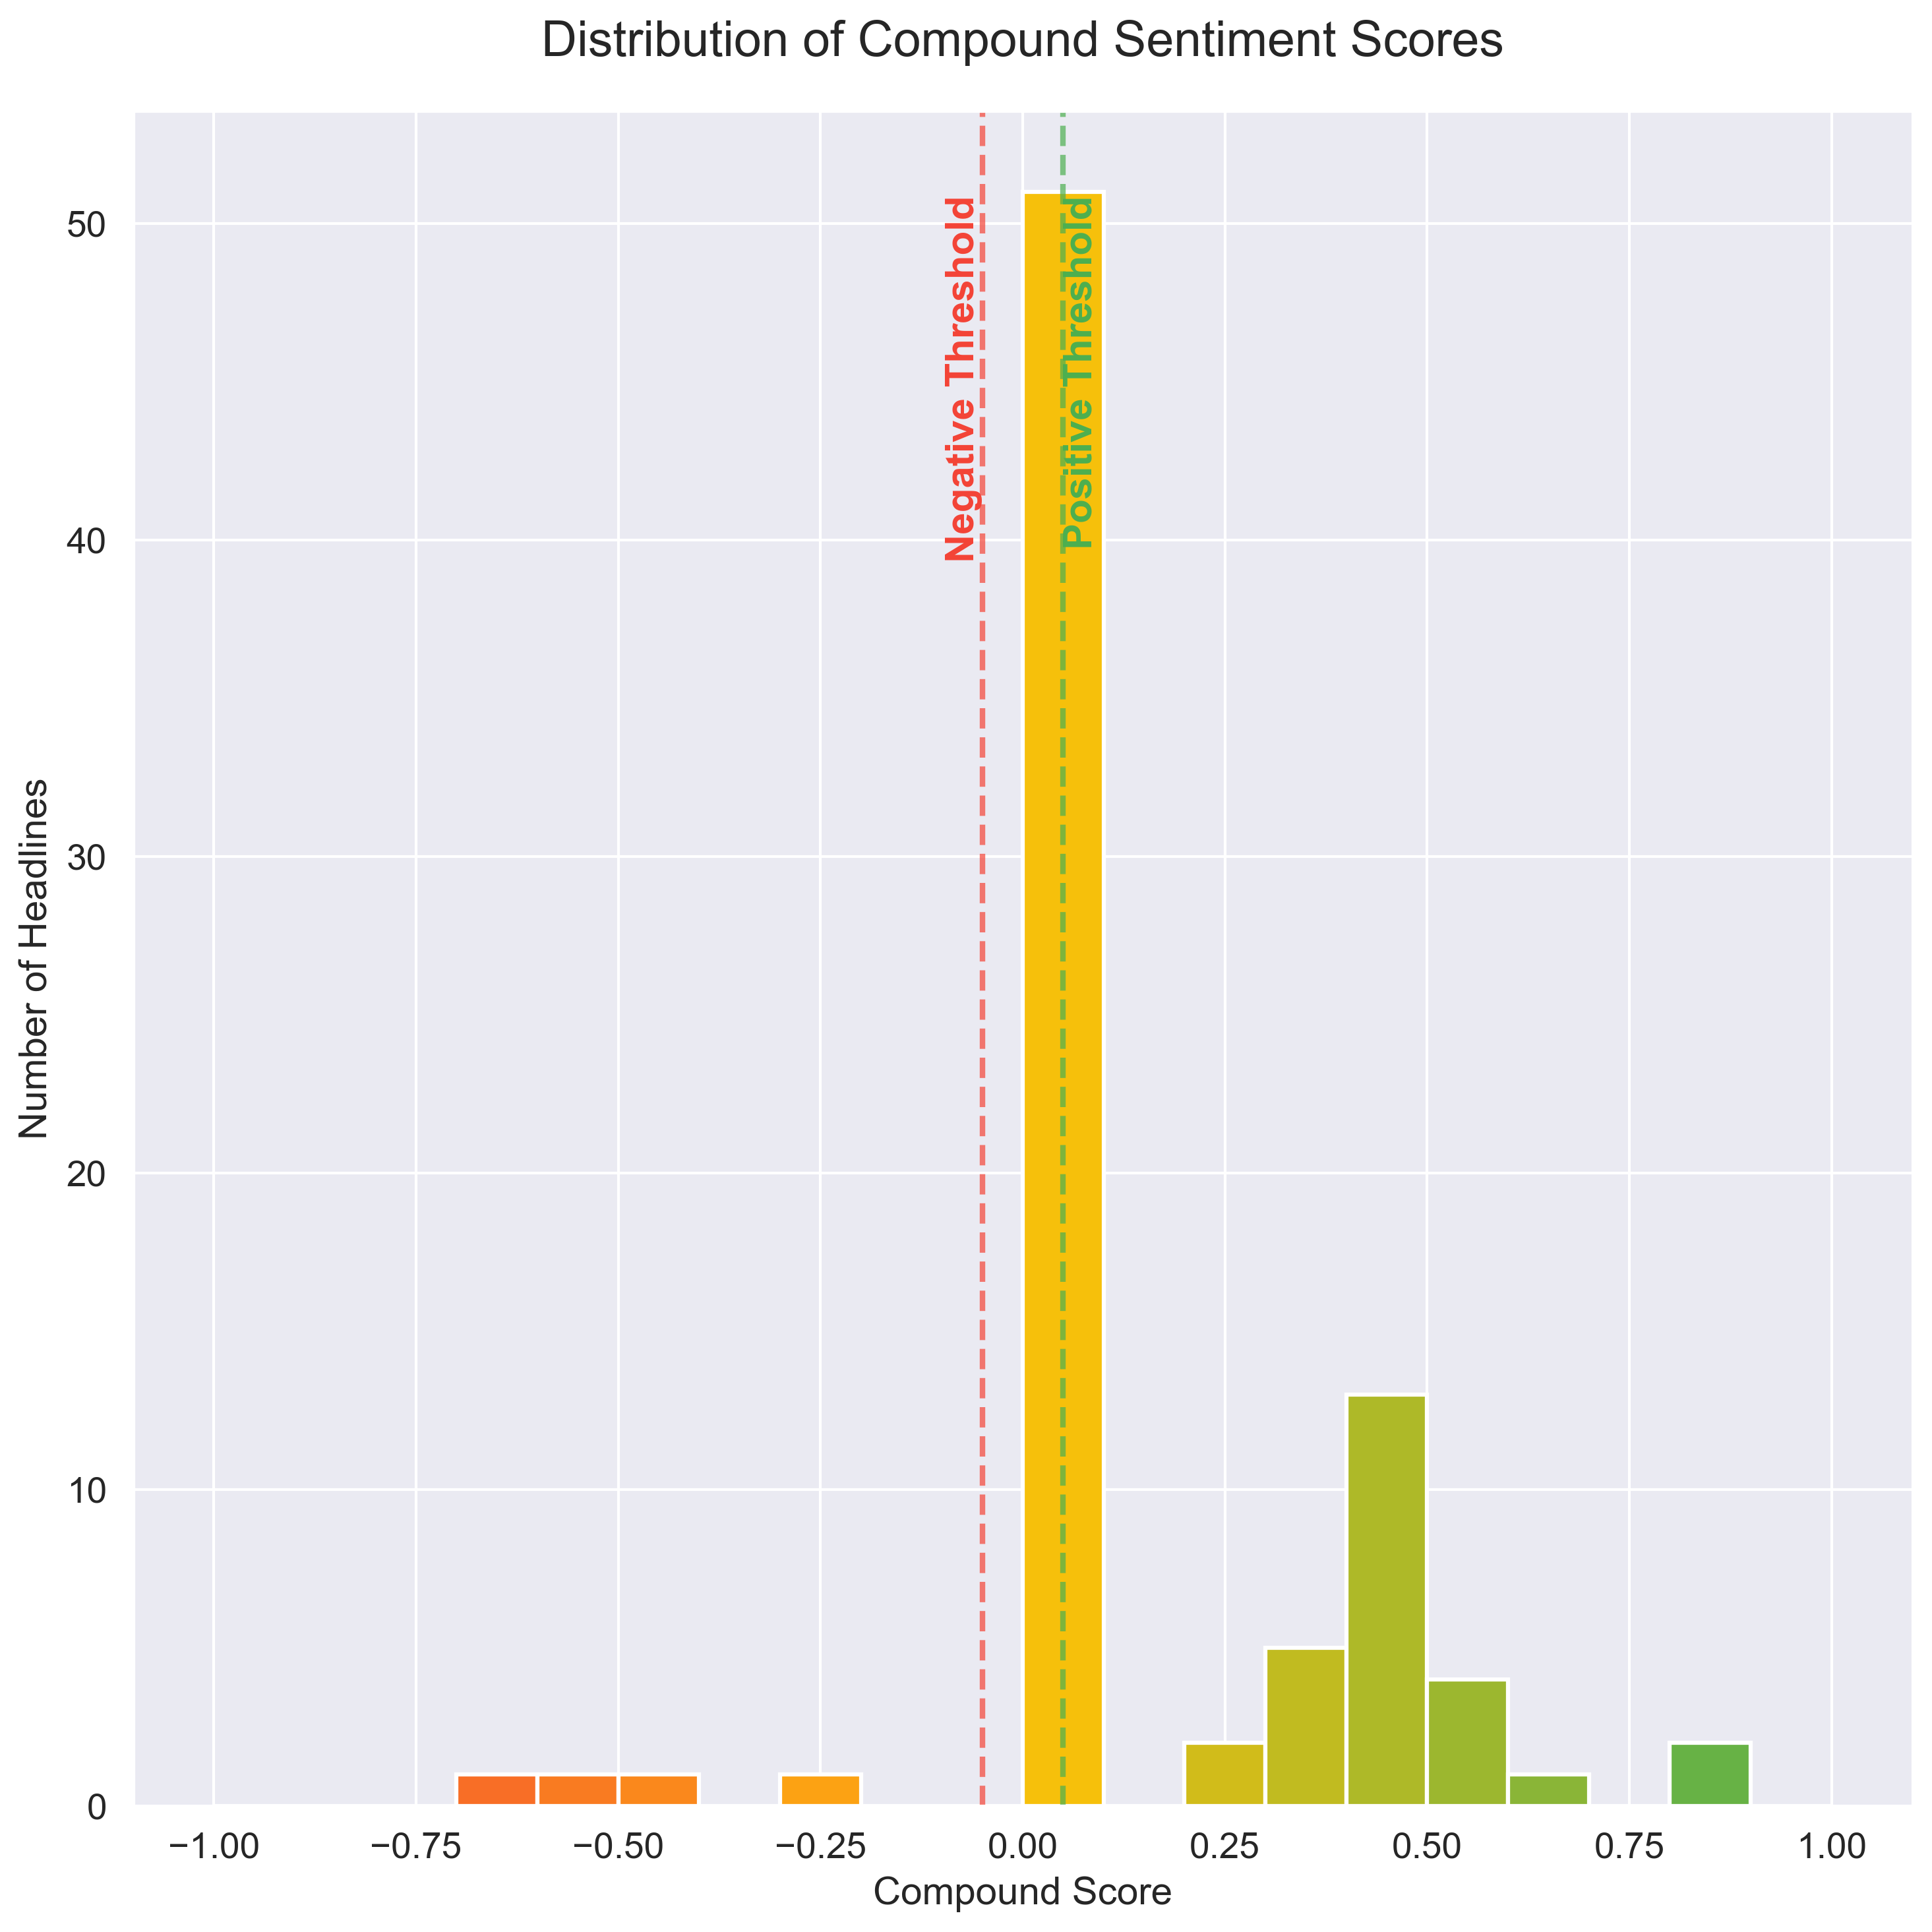 Distribution of Compound Sentiment Scores
Negative Threshold
Positive Threshold
Number of Headlines
50
40
30
20
10
0
−1.00 −0.75 −0.50 −0.25 0.00 0.25 0.50 0.75 1.00
Compound Score